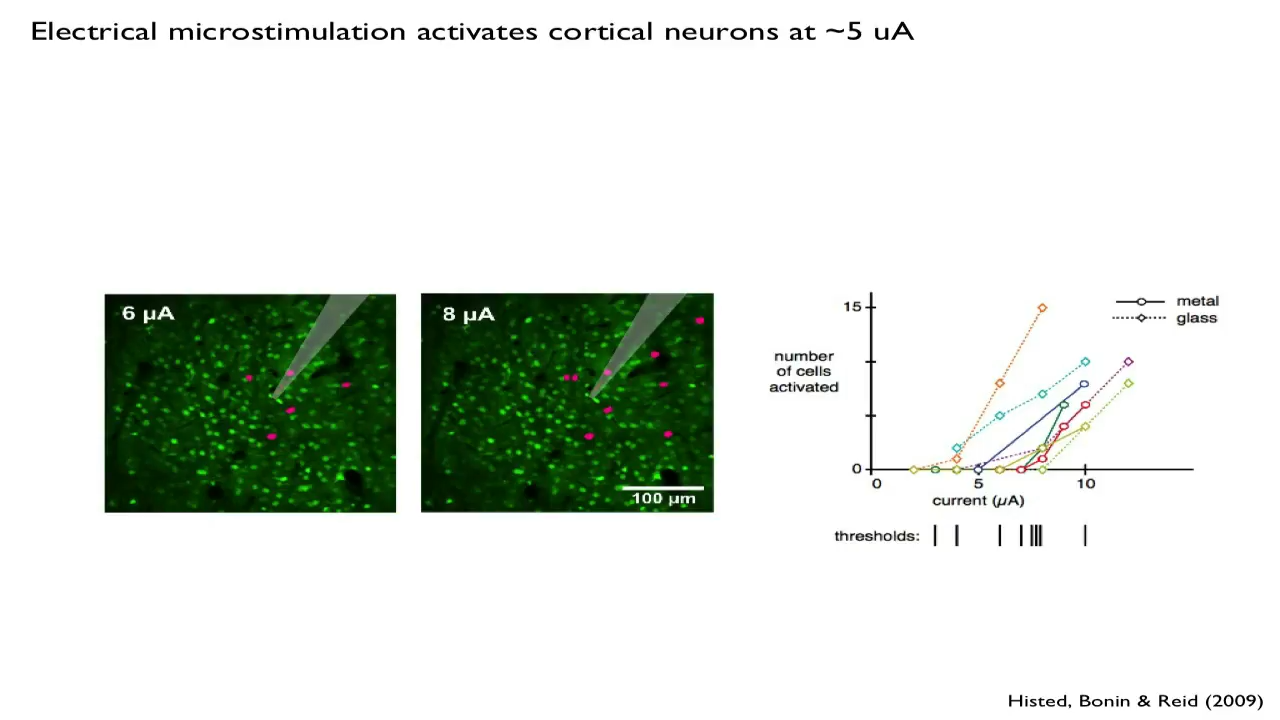 Electrical microstimulation activates cortical neurons at ~5 uA
6 µA
8 µA
100 µm
15
0
number
of cells
activated
0
5
10
current (µA)
metal
glass
thresholds:
Histed, Bonin & Reid (2009)